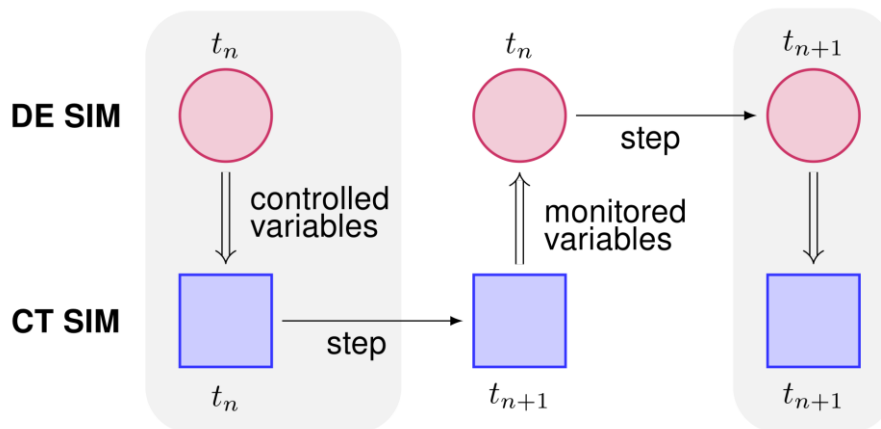 t_n t_n t_{n+1}
DE SIM
step
controlled
variables
monitored
variables
CT SIM
step
t_n t_{n+1} t_{n+1}